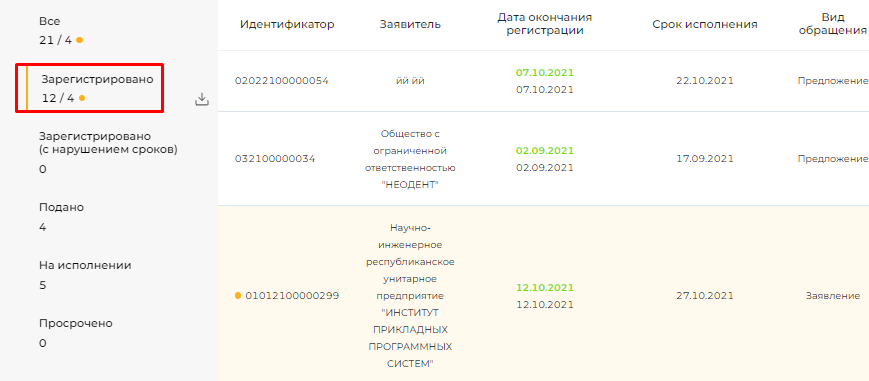 Все
21 / 4
Зарегистрировано
12 / 4
Зарегистрировано
(с нарушением сроков)
0
Подано
4
На исполнении
5
Просрочено
0
Идентификатор
Заявитель
Дата окончания
регистрации
Срок исполнения
Вид
обращения
02022100000054
йй йй
07.10.2021
07.10.2021
22.10.2021
Предложение
032100000034
Общество с
ограниченной
ответственностью
"НЕОДЕНТ"
02.09.2021
02.09.2021
17.09.2021
Предложение
01012100000299
Научно-
инженерное
республиканское
унитарное
предприятие
"ИНСТИТУТ
ПРИКЛАДНЫХ
ПРОГРАММНЫХ
СИСТЕМ"
12.10.2021
12.10.2021
27.10.2021
Заявление